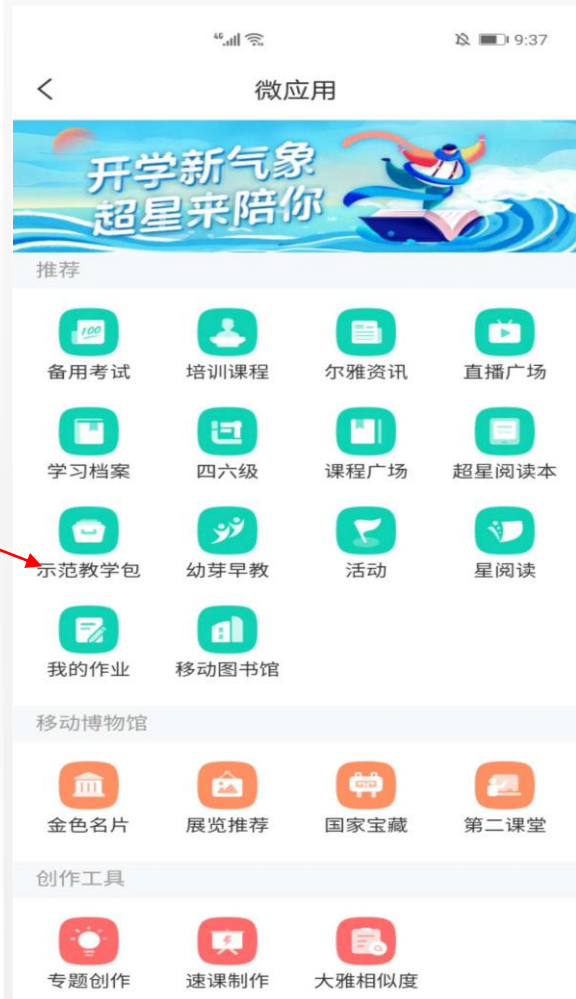 46 9:37
微应用
开学新气象
超星来陪你
推荐
100
备用考试 培训课程 尔雅资讯 直播广场
学习档案 四六级 课程广场 超星阅读本
示范教学包 幼芽早教 活动 星阅读
我的作业 移动图书馆
移动博物馆
金色名片 展览推荐 国家宝藏 第二课堂
创作工具
专题创作 速课制作 大雅相似度